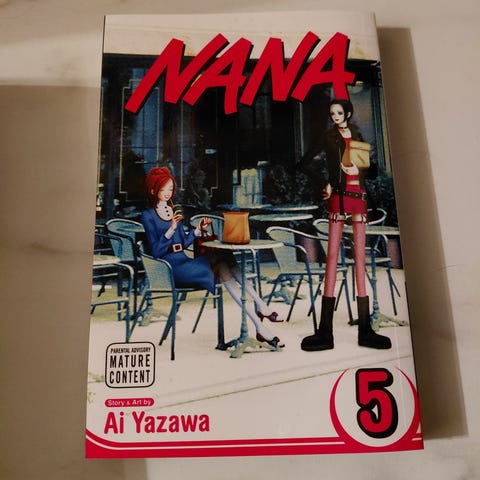 NANA
PARENTAL ADVISORY
MATURE
CONTENT
Story & Art by
Ai Yazawa
5